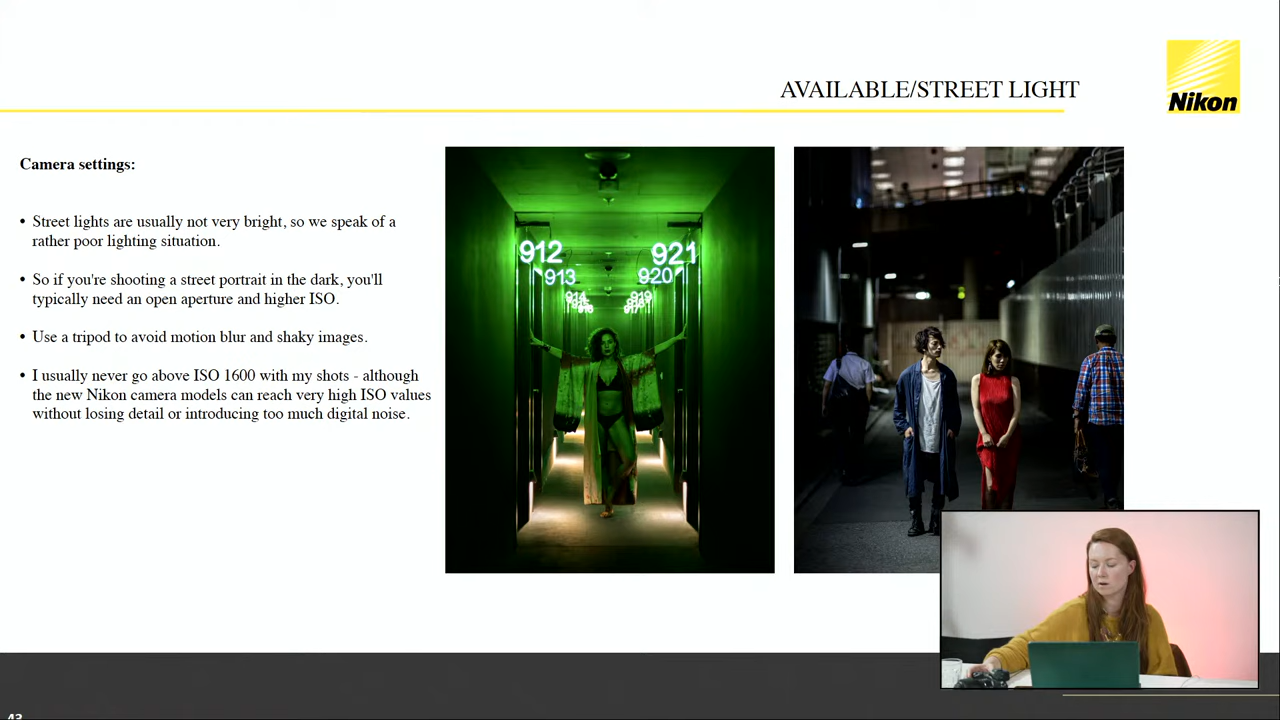 AVAILABLE/STREET LIGHT
Nikon
Camera settings:
• Street lights are usually not very bright, so we speak of a
rather poor lighting situation.
• So if you're shooting a street portrait in the dark, you'll
typically need an open aperture and higher ISO.
• Use a tripod to avoid motion blur and shaky images.
• I usually never go above ISO 1600 with my shots - although
the new Nikon camera models can reach very high ISO values
without losing detail or introducing too much digital noise.
912
921
913
920
914
919
43